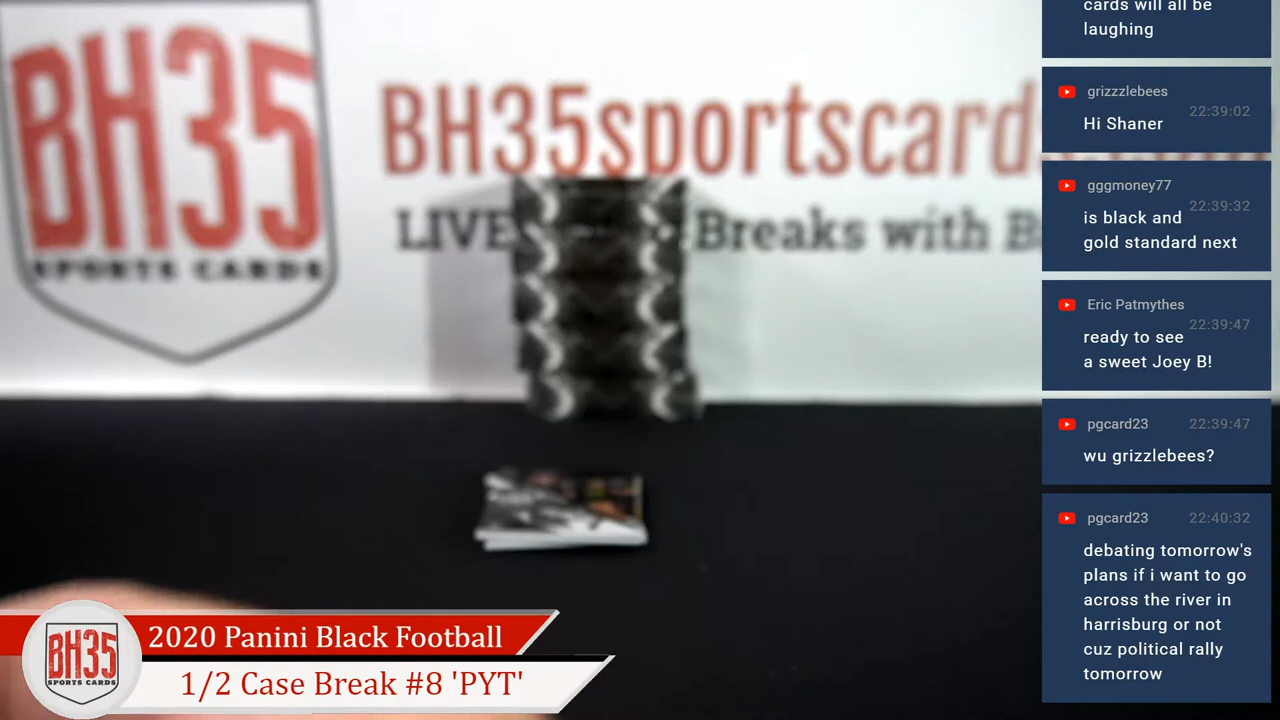 BH35
SPORTS CARDS
BH35sportscard
LIVE Breaks with B
cards will all be
laughing
grizzzlebees
22:39:02
Hi Shaner
gggmoney77
22:39:32
is black and
gold standard next
Eric Patmythes
22:39:47
ready to see
a sweet Joey B!
pgcard23 22:39:47
wu grizzlebees?
pgcard23 22:40:32
debating tomorrow's
plans if i want to go
across the river in
harrisburg or not
cuz political rally
tomorrow
BH35
SPORTS CARDS
2020 Panini Black Football
1/2 Case Break #8 'PYT'